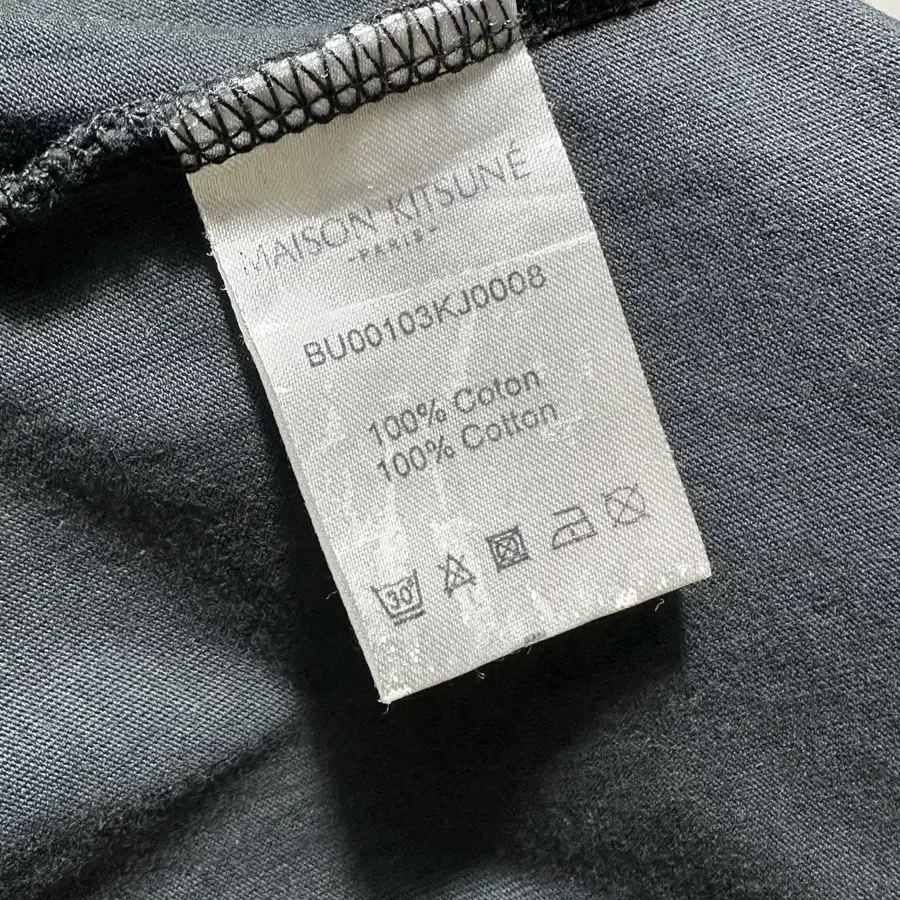 MAISON KITSUNÉ
-PARIS-
BU00103KJ0008
100% Coton
100% Cotton
30°